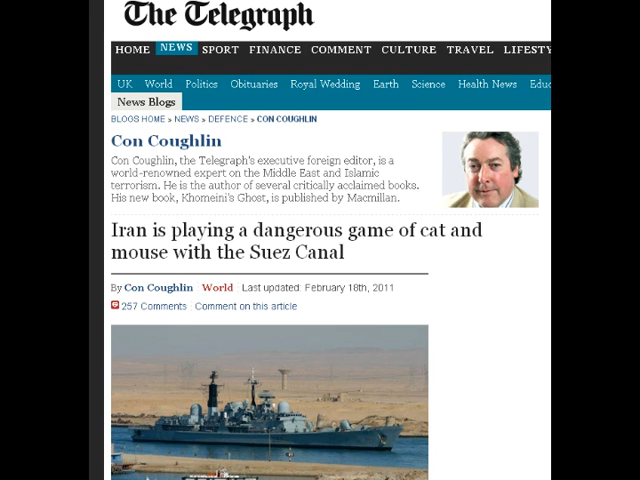 The Telegraph
HOME NEWS SPORT FINANCE COMMENT CULTURE TRAVEL LIFESTY
UK World Politics Obituaries Royal Wedding Earth Science Health News Educ
News Blogs
BLOGS HOME » NEWS » DEFENCE » CON COUGHLIN
Con Coughlin
Con Coughlin, the Telegraph's executive foreign editor, is a
world-renowned expert on the Middle East and Islamic
terrorism. He is the author of several critically acclaimed books.
His new book, Khomeini's Ghost, is published by Macmillan.
Iran is playing a dangerous game of cat and
mouse with the Suez Canal
By Con Coughlin World Last updated: February 18th, 2011
257 Comments Comment on this article